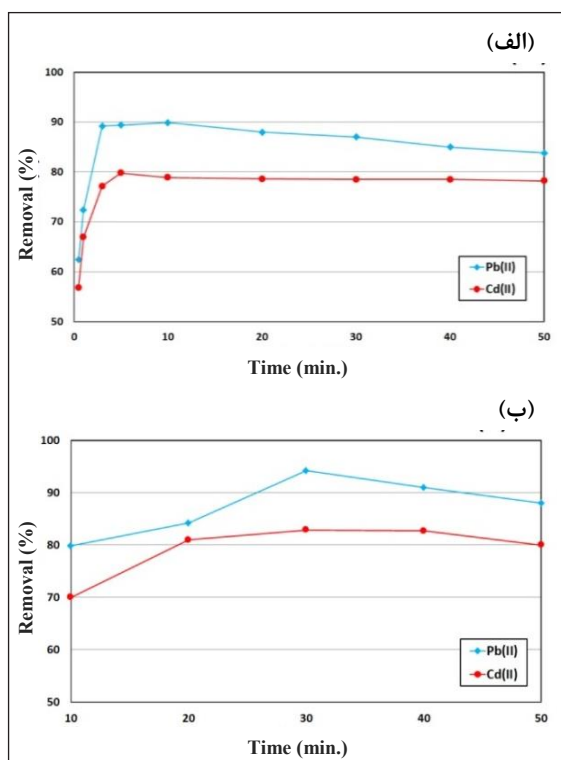 (الف)
100
90
80
70
60
50
Removal (%)
0
10
20
30
40
50
Time (min.)
Pb(II)
Cd(II)
(ب)
100
90
80
70
60
50
Removal (%)
10
20
30
40
50
Time (min.)
Pb(II)
Cd(II)